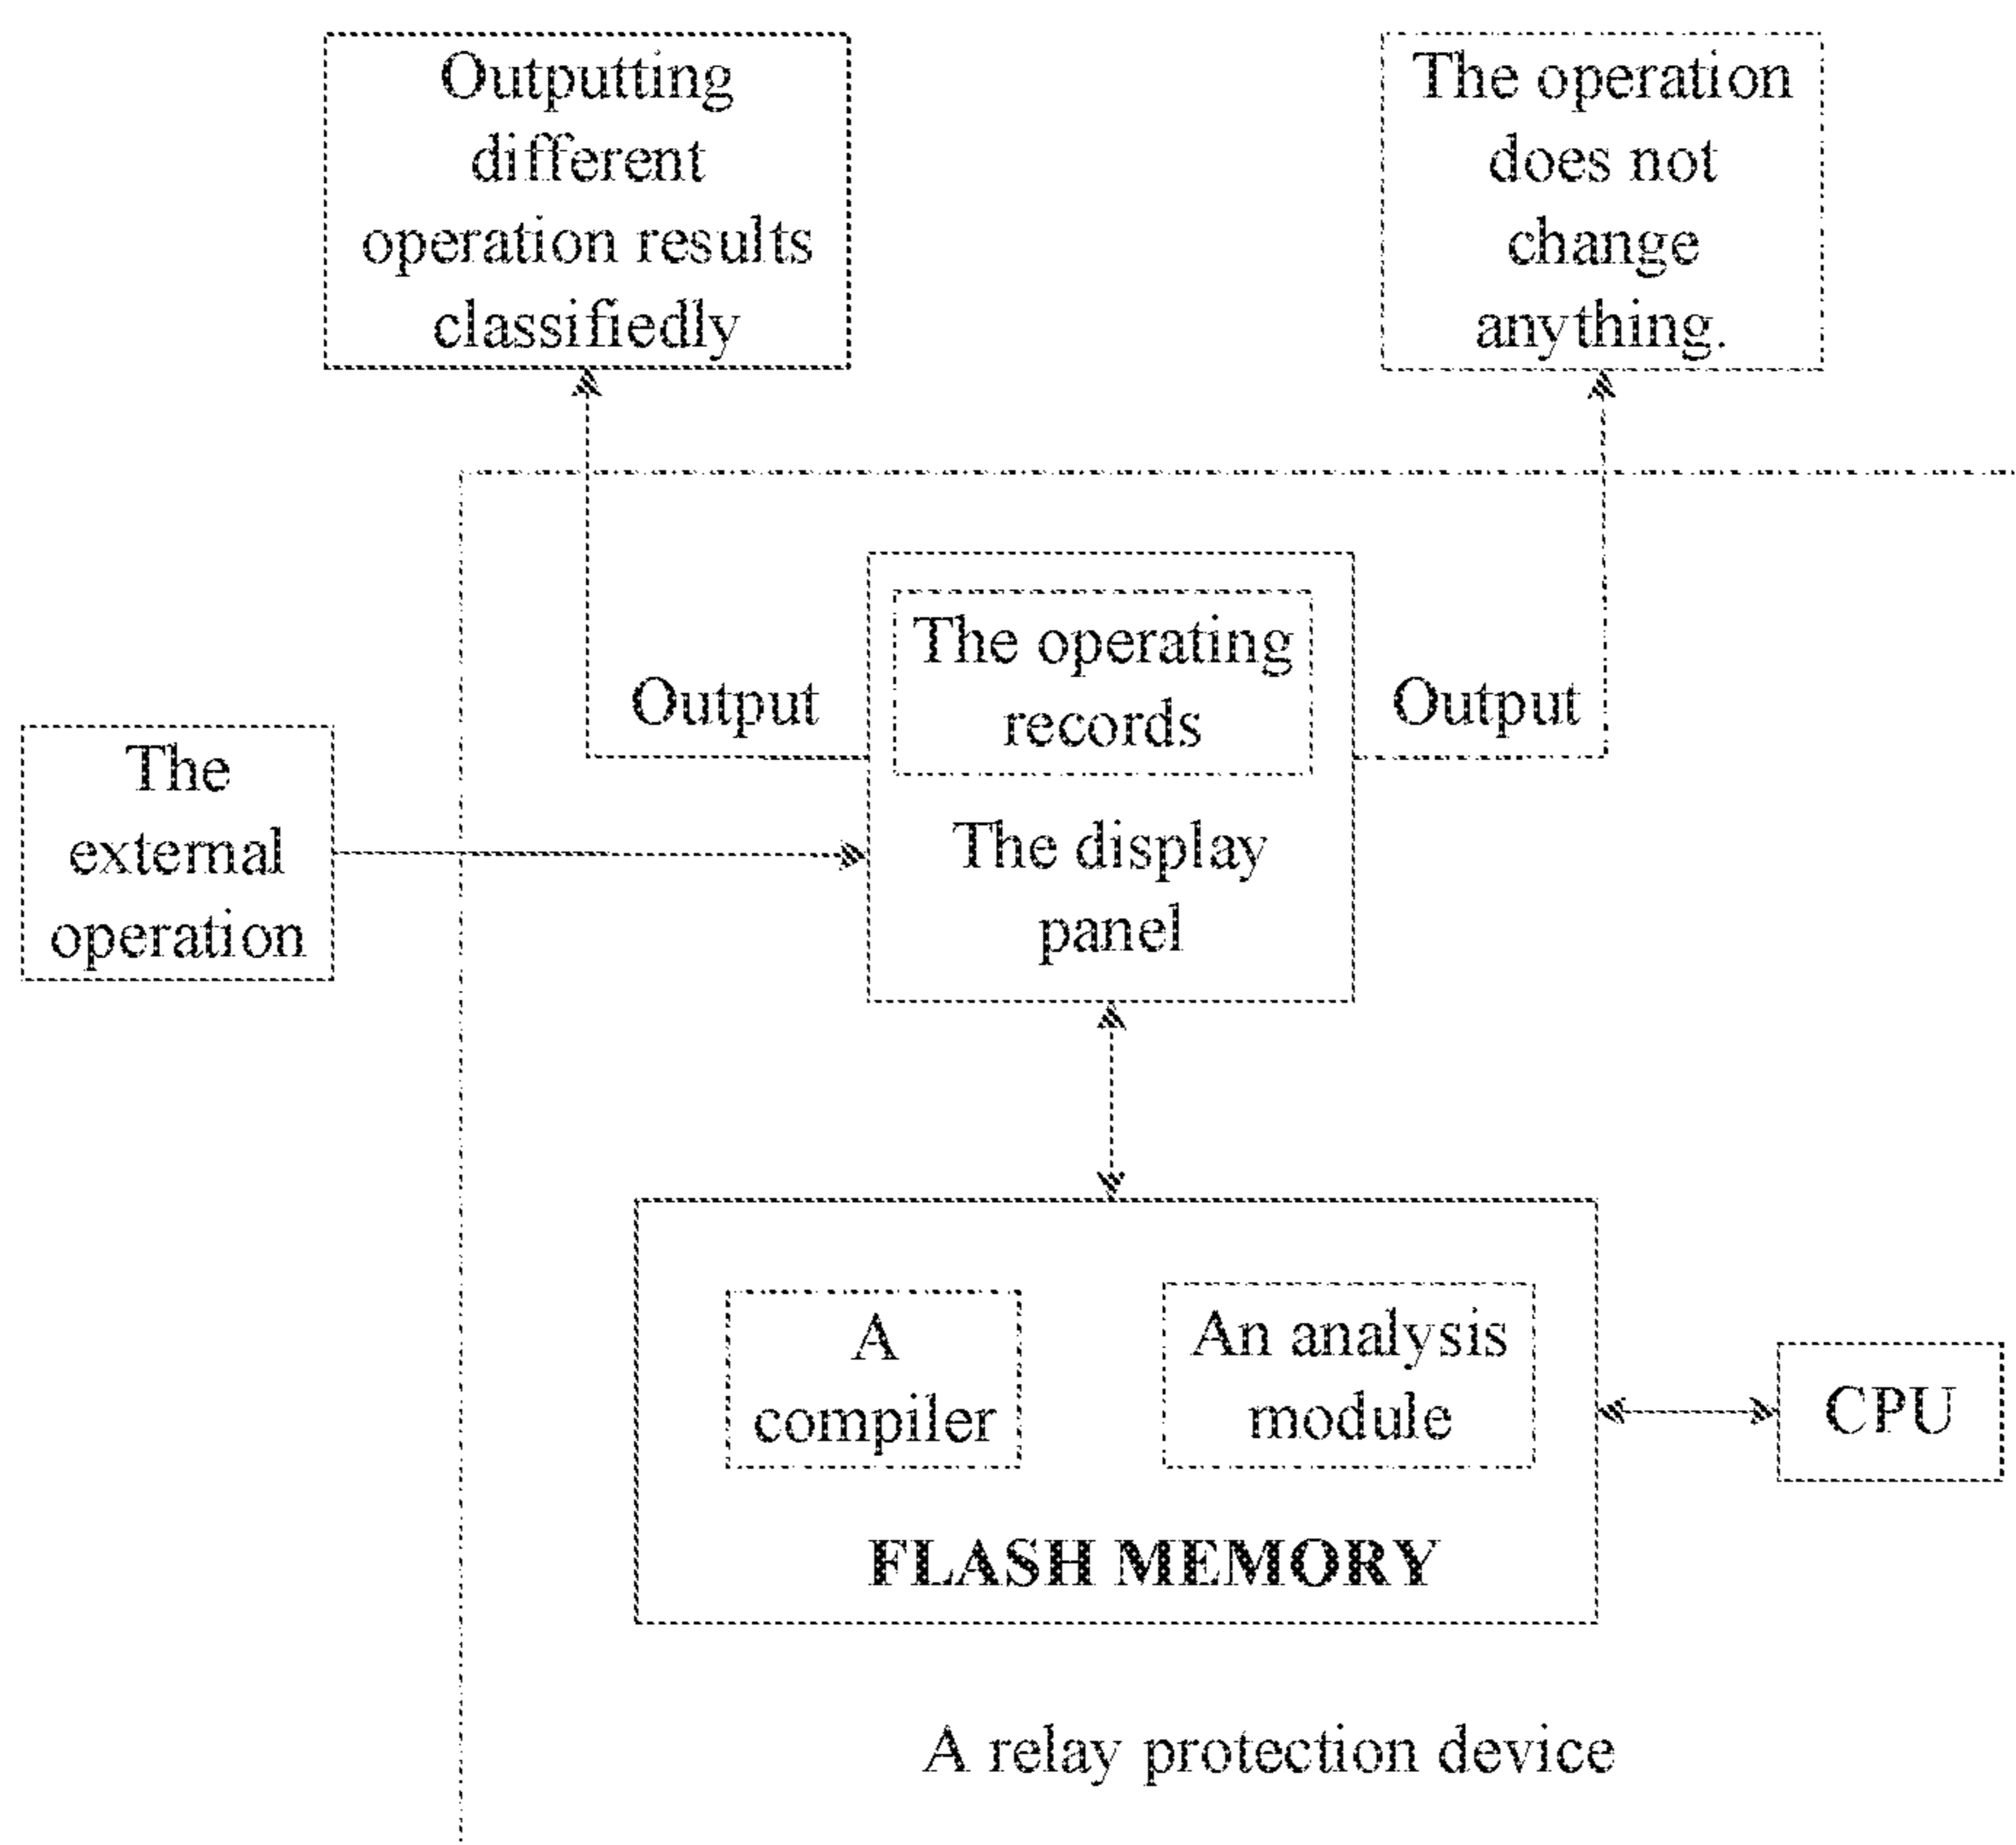 Outputting
different
operation results
classifiedly
The operation
does not
change
anything.
The operating
records
Output
Output
The
external
operation
The display
panel
A
compiler
An analysis
module
CPU
FLASH MEMORY
A relay protection device